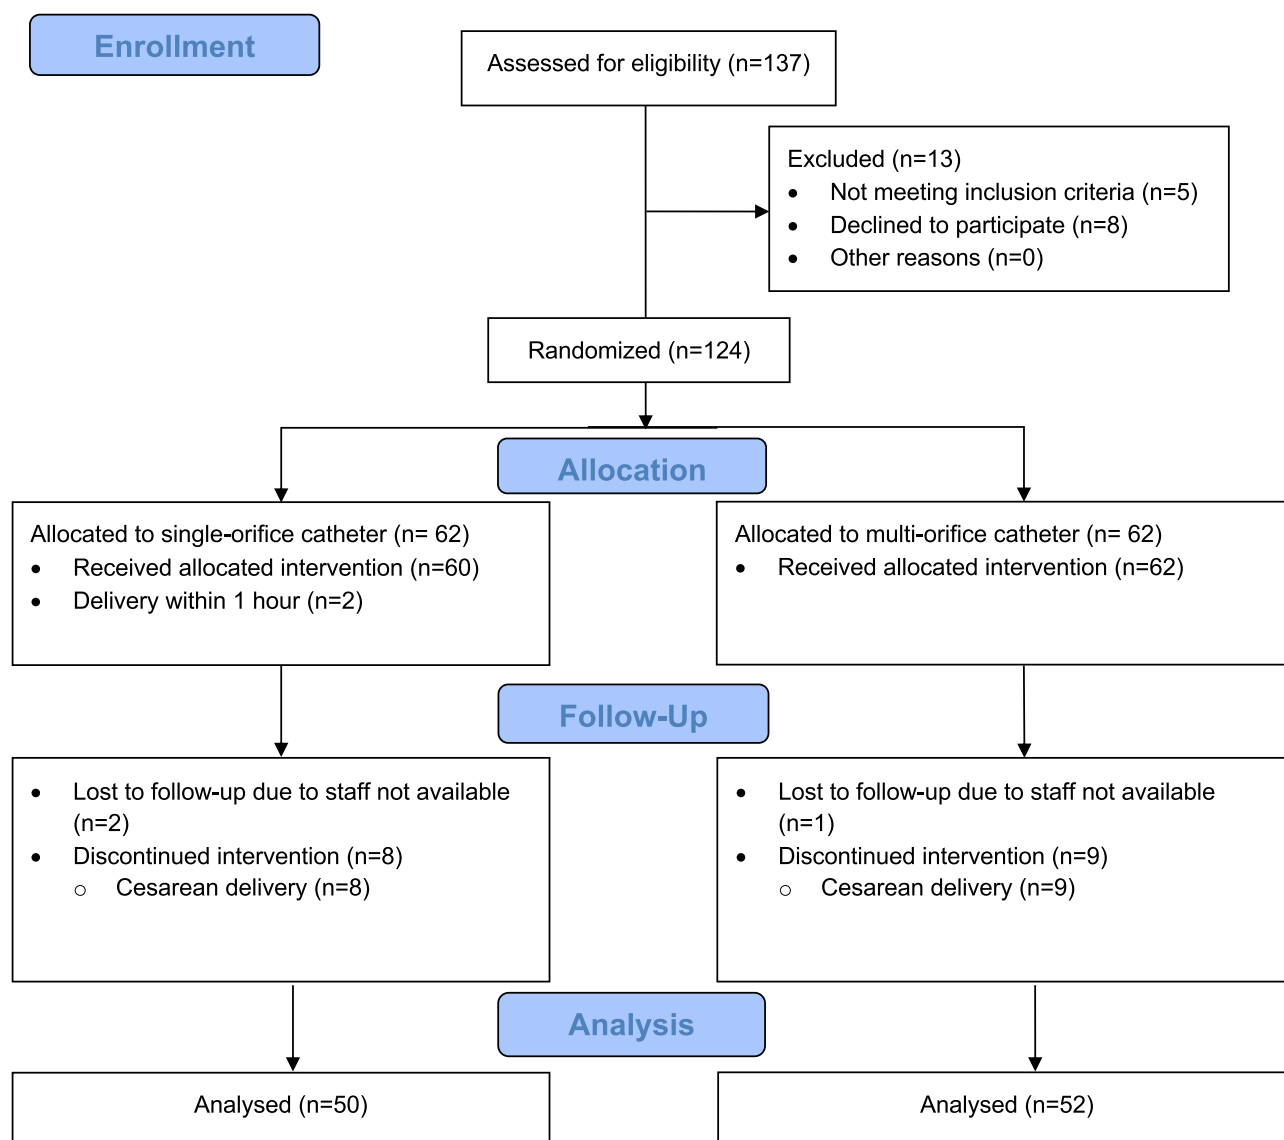 Enrollment
Assessed for eligibility (n=137)
Excluded (n=13)
• Not meeting inclusion criteria (n=5)
• Declined to participate (n=8)
• Other reasons (n=0)
Randomized (n=124)
Allocation
Allocated to single-orifice catheter (n= 62)
• Received allocated intervention (n=60)
• Delivery within 1 hour (n=2)
Allocated to multi-orifice catheter (n= 62)
• Received allocated intervention (n=62)
Follow-Up
• Lost to follow-up due to staff not available
(n=2)
• Discontinued intervention (n=8)
o Cesarean delivery (n=8)
• Lost to follow-up due to staff not available
(n=1)
• Discontinued intervention (n=9)
o Cesarean delivery (n=9)
Analysis
Analysed (n=50)
Analysed (n=52)